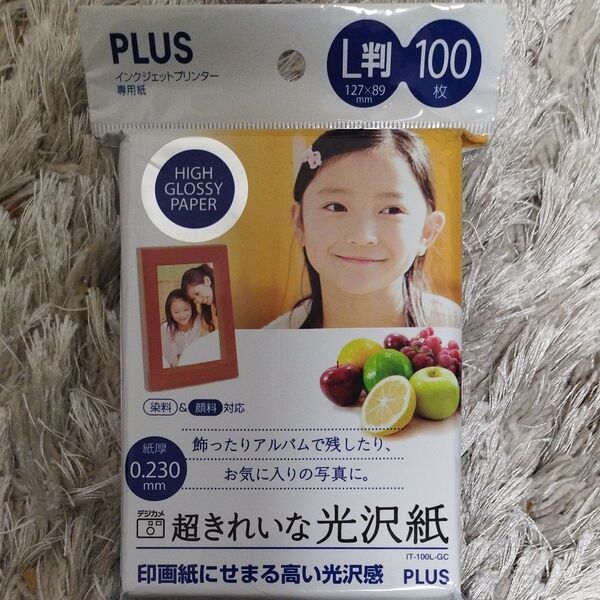 PLUS
インクジェットプリンター
専用紙
L判
127×89
mm
100
枚
HIGH
GLOSSY
PAPER
染料 & 顔料 対応
紙厚
0.230
mm
飾ったりアルバムで残したり、
お気に入りの写真に。
デジカメ
超きれいな光沢紙
IT-100L-GC
印画紙にせまる高い光沢感
PLUS